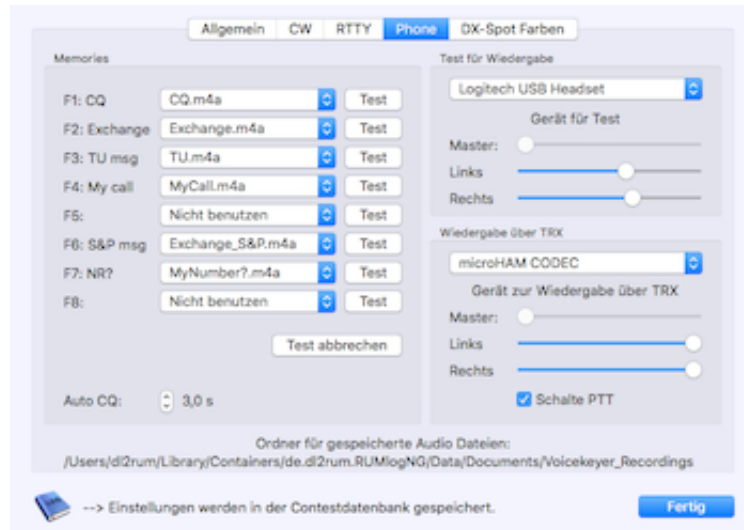 Allgemein CW RTTY Phone DX-Spot Farben
Memories
F1: CQ CQ.m4a Test
F2: Exchange Exchange.m4a Test
F3: TU msg TU.m4a Test
F4: My call MyCall.m4a Test
F5: Nicht benutzen Test
F6: S&P msg Exchange_S&P.m4a Test
F7: NR? MyNumber?.m4a Test
F8: Nicht benutzen Test
Test abbrechen
Auto CQ: 3,0 s
Test für Wiedergabe
Logitech USB Headset
Gerät für Test
Master:
Links
Rechts
Wiedergabe über TRX
microHAM CODEC
Gerät zur Wiedergabe über TRX
Master:
Links
Rechts
Schalte PTT
Ordner für gespeicherte Audio Dateien:
/Users/dl2rum/Library/Containers/de.dl2rum.RUMlogNG/Data/Documents/Voicekeyer_Recordings
--> Einstellungen werden in der Contestdatenbank gespeichert.
Fertig